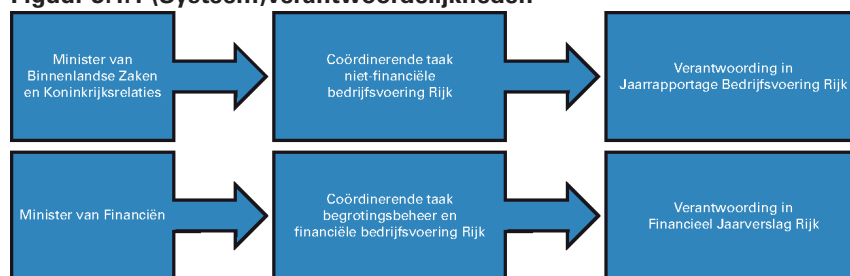 Minister van
Binnenlandse Zaken
en Koninkrijksrelaties
Coördinerende taak
niet-financiële
bedrijfsvoering Rijk
Verantwoording in
Jaarrapportage Bedrijfsvoering Rijk
Minister van Financiën
Coördinerende taak
begrotingsbeheer en
financiële bedrijfsvoering Rijk
Verantwoording in
Financieel Jaarverslag Rijk